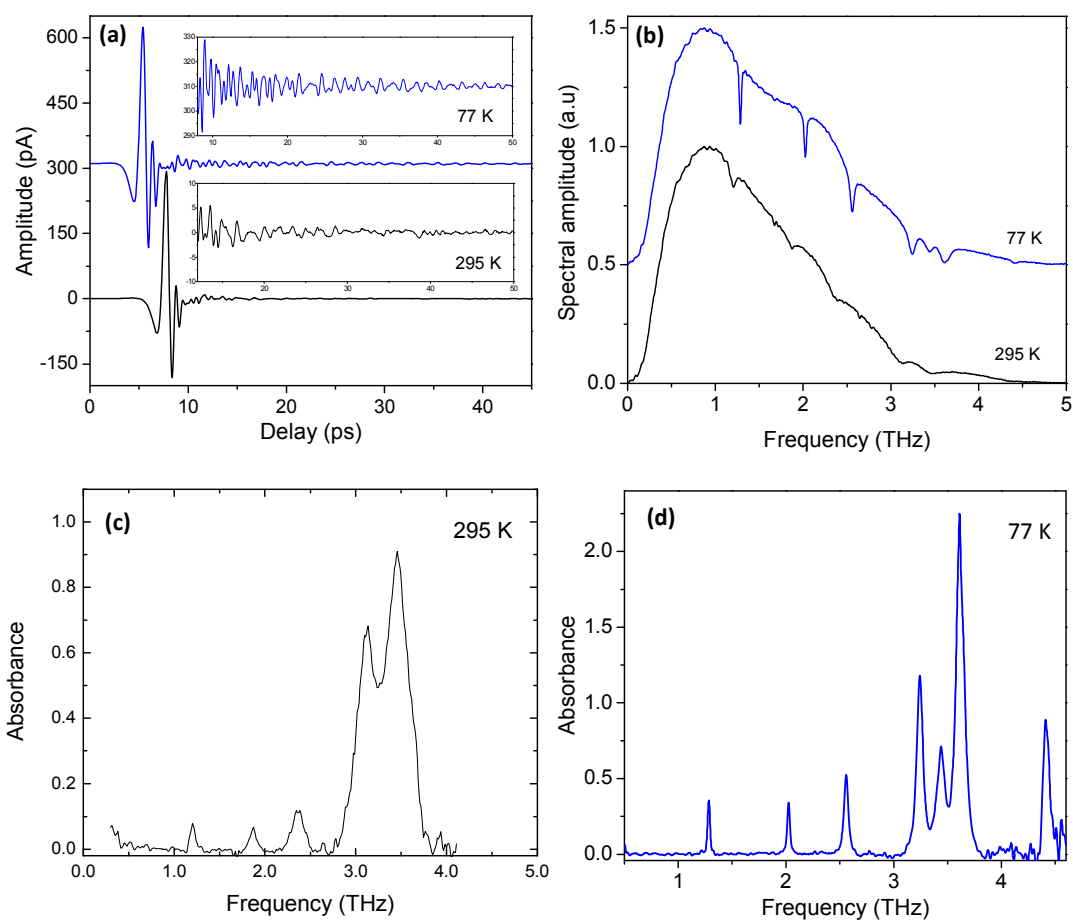 (a)
600
450
300
150
0
-150
Amplitude (pA)
0 10 20 30 40
Delay (ps)
330
320
310
300
290
10 20 30 40 50
77 K
10
5
0
-5
-10
20 30 40 50
295 K
(b)
1.5
1.0
0.5
0.0
Spectral amplitude (a.u)
77 K
295 K
0 1 2 3 4 5
Frequency (THz)
(c)
295 K
1.0
0.8
0.6
0.4
0.2
0.0
Absorbance
0.0 1.0 2.0 3.0 4.0 5.0
Frequency (THz)
(d)
77 K
2.0
1.5
1.0
0.5
0.0
Absorbance
1 2 3 4
Frequency (THz)